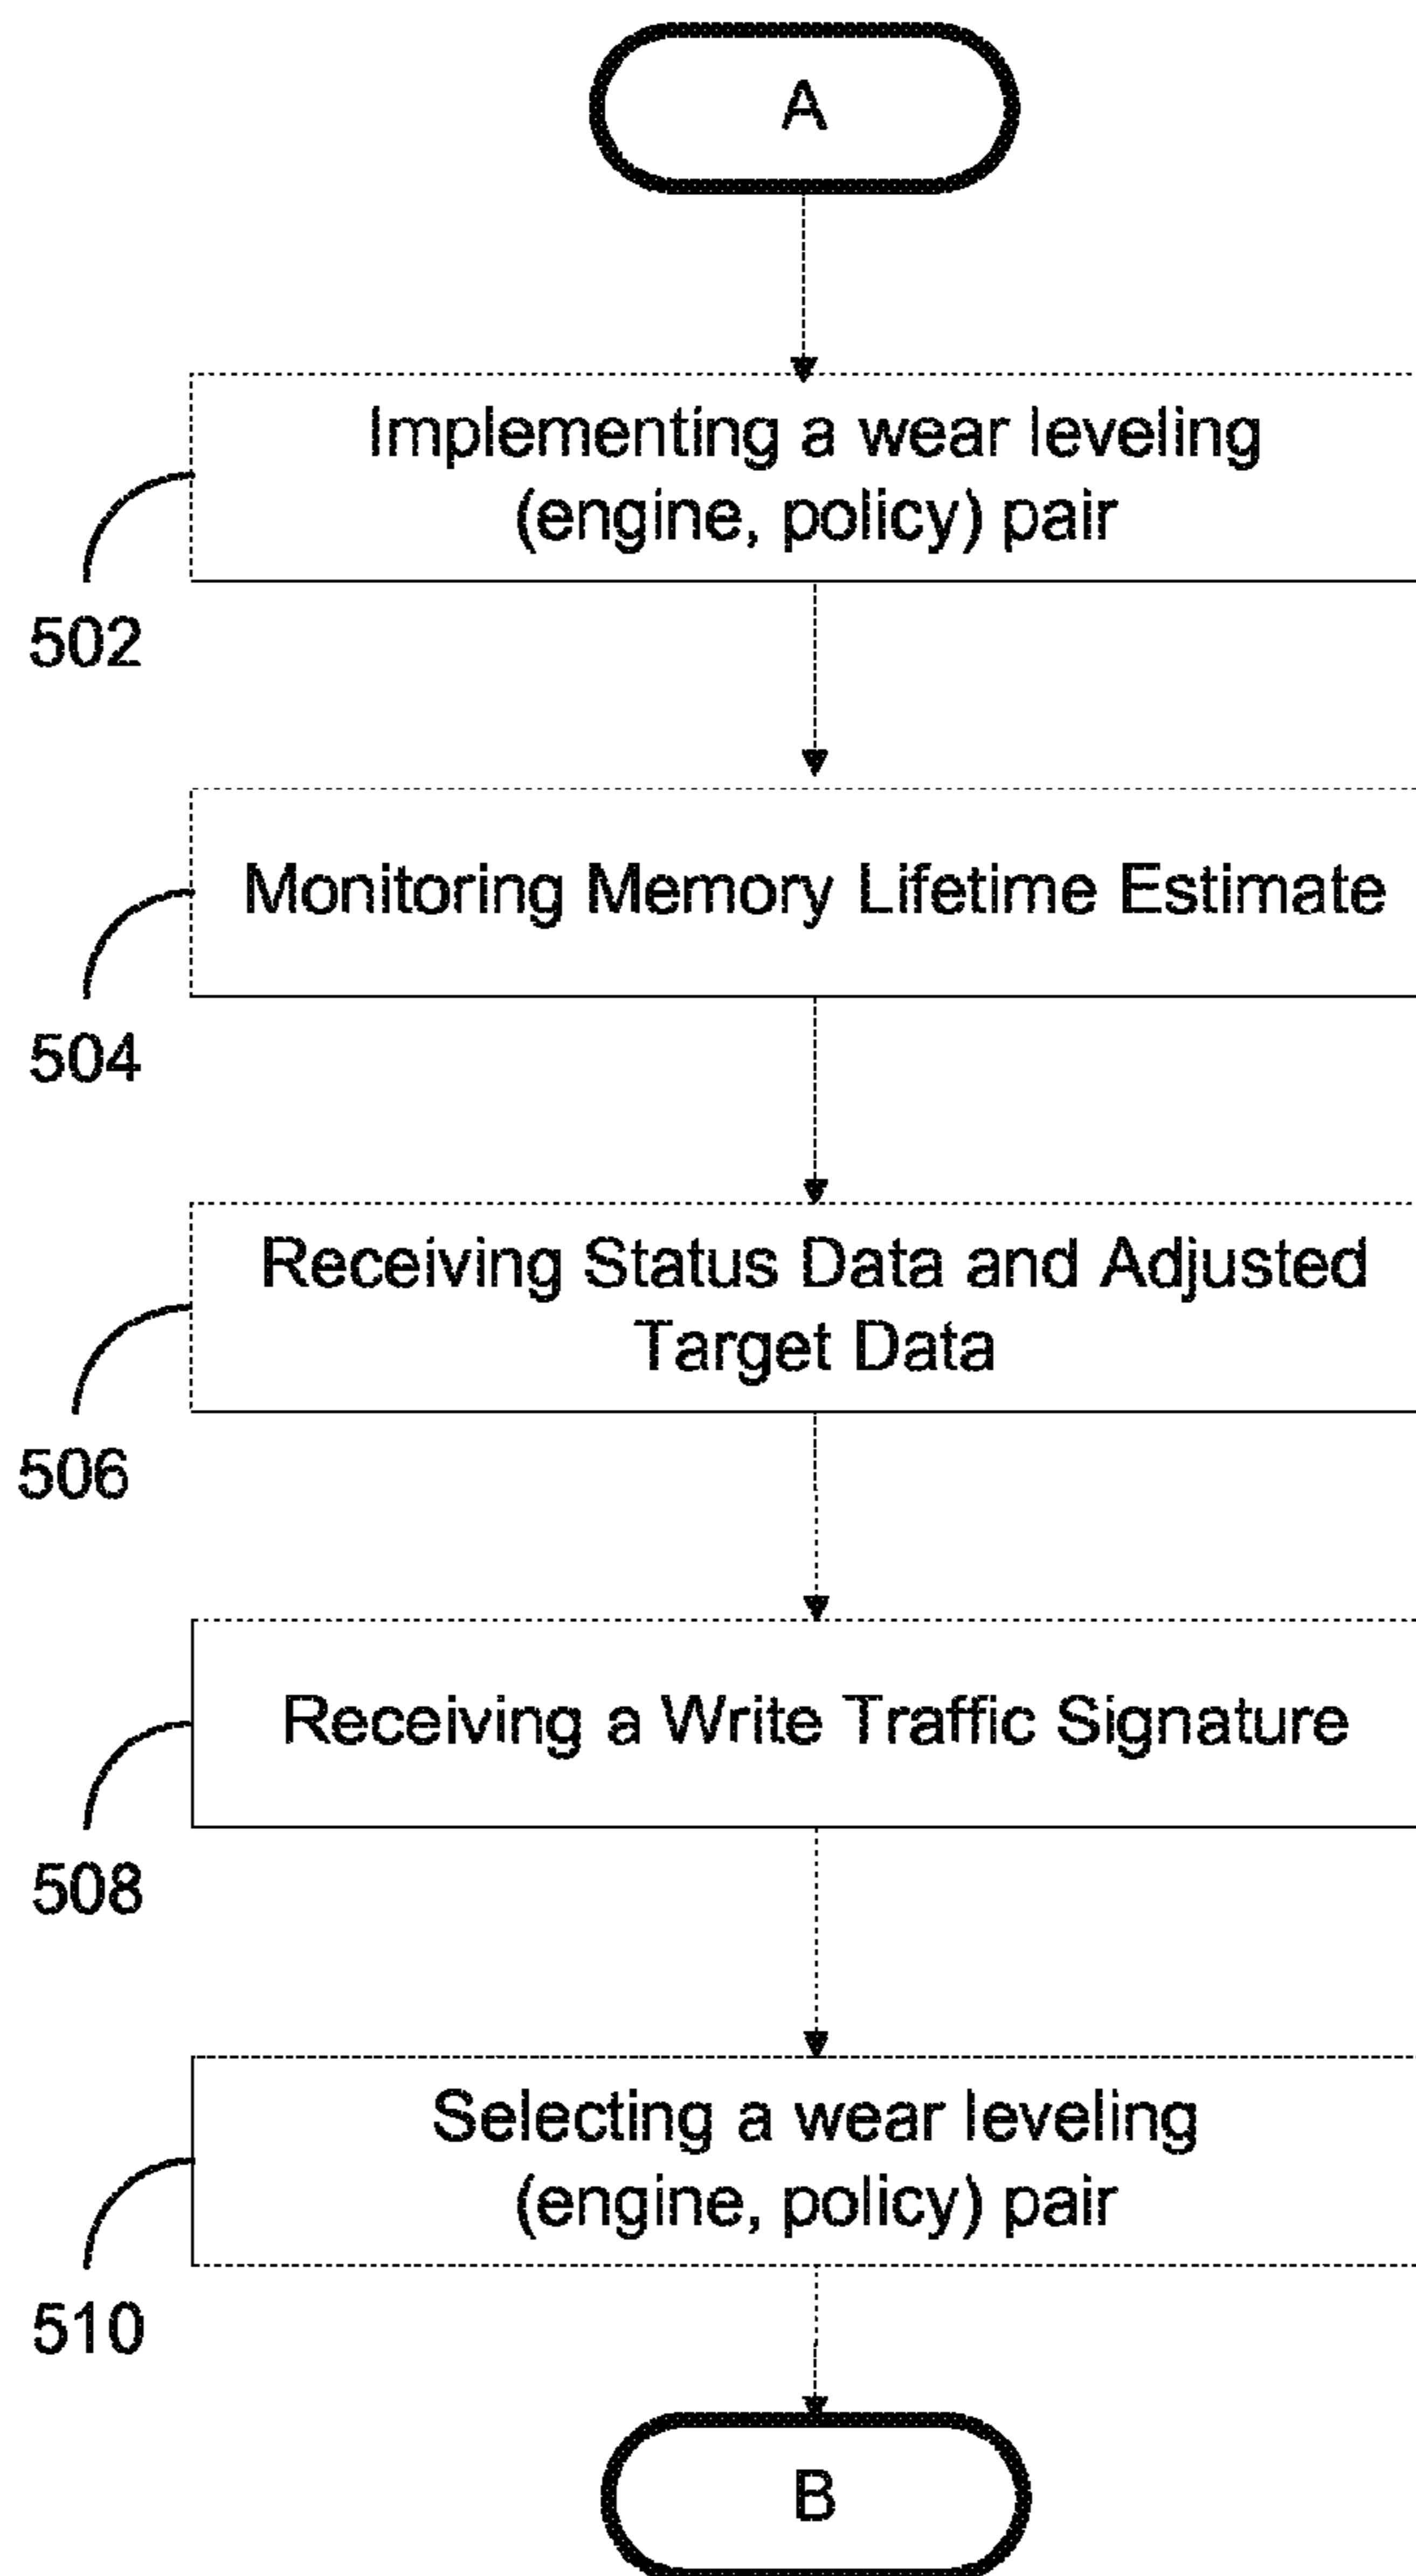 A
Implementing a wear leveling
(engine, policy) pair
502
Monitoring Memory Lifetime Estimate
504
Receiving Status Data and Adjusted
Target Data
506
Receiving a Write Traffic Signature
508
Selecting a wear leveling
(engine, policy) pair
510
B